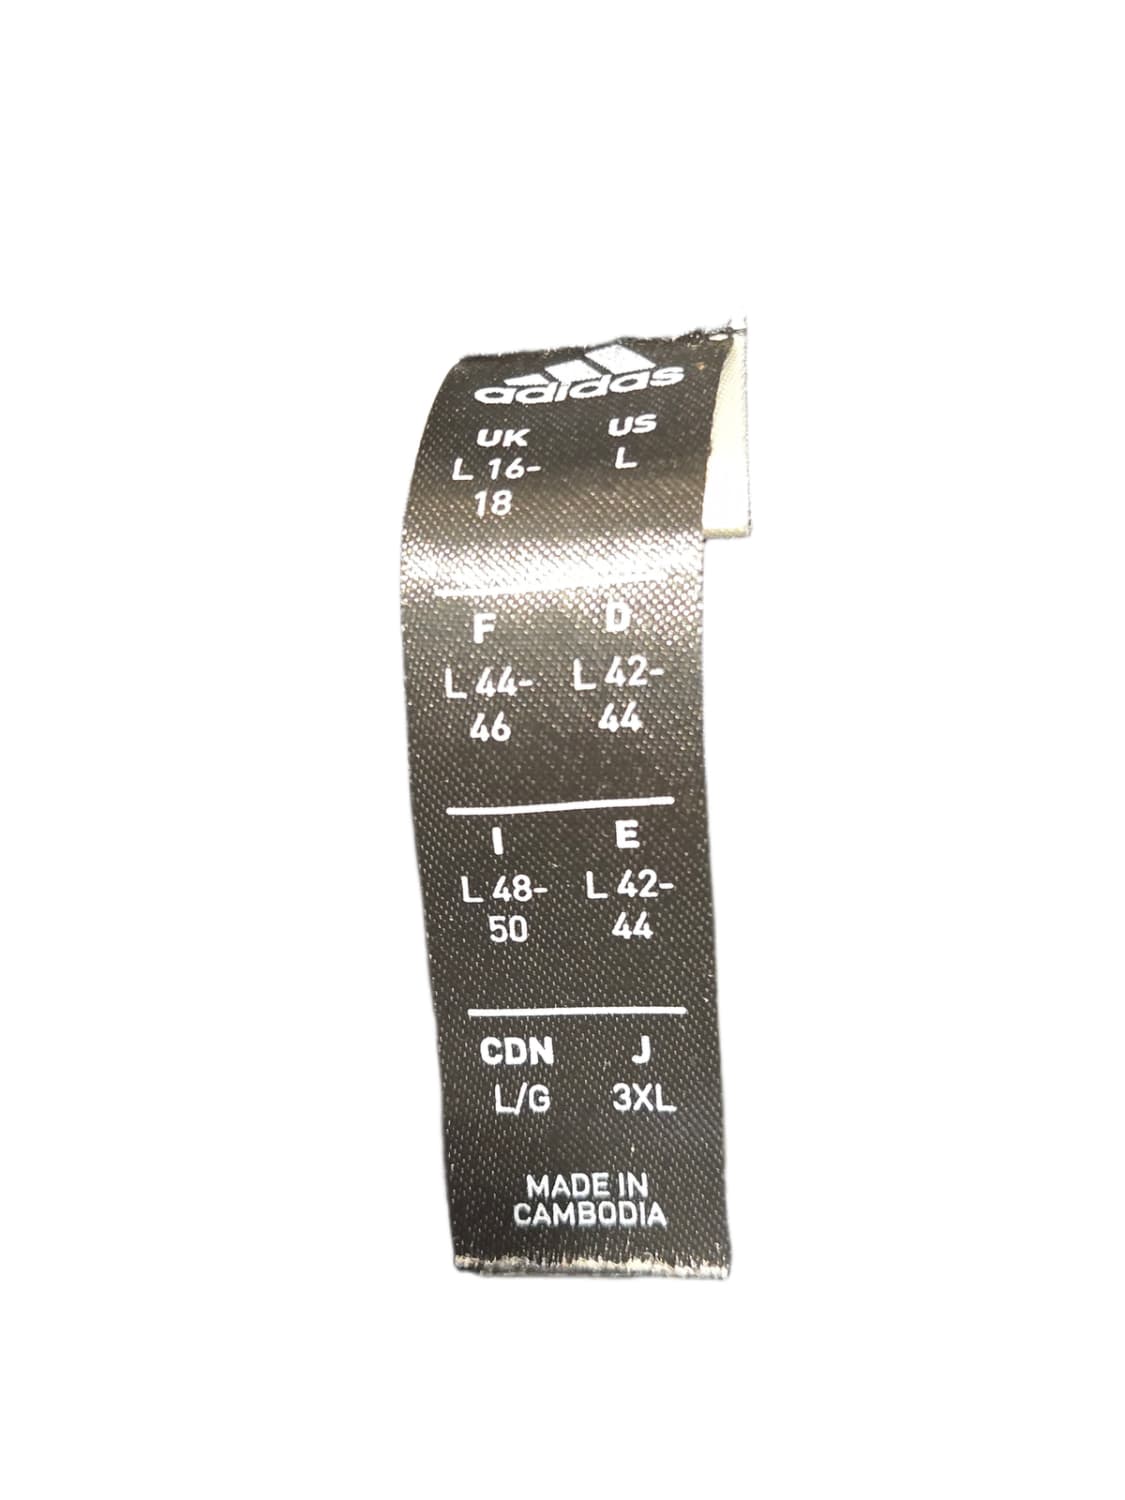 adidas
UK US
L 16- L
18
F D
L 44- L 42-
46 44
I E
L 48- L 42-
50 44
CDN J
L/G 3XL
MADE IN
CAMBODIA